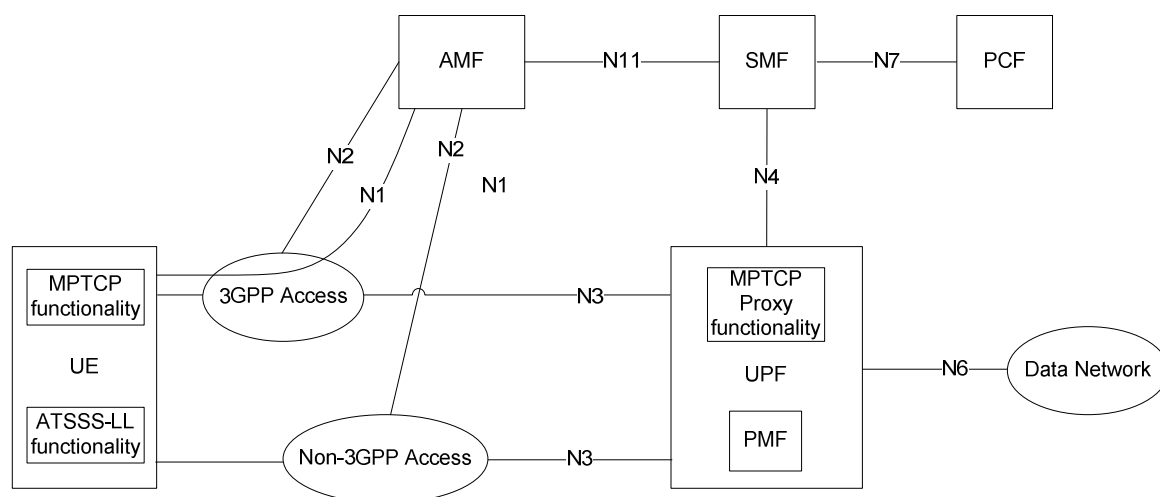 AMF
N11
SMF
N7
PCF
N2
N2
N1
N1
N4
MPTCP
functionality
UE
ATSSS-LL
functionality
3GPP Access
N3
Non-3GPP Access
N3
MPTCP
Proxy
functionality
UPF
PMF
N6
Data Network